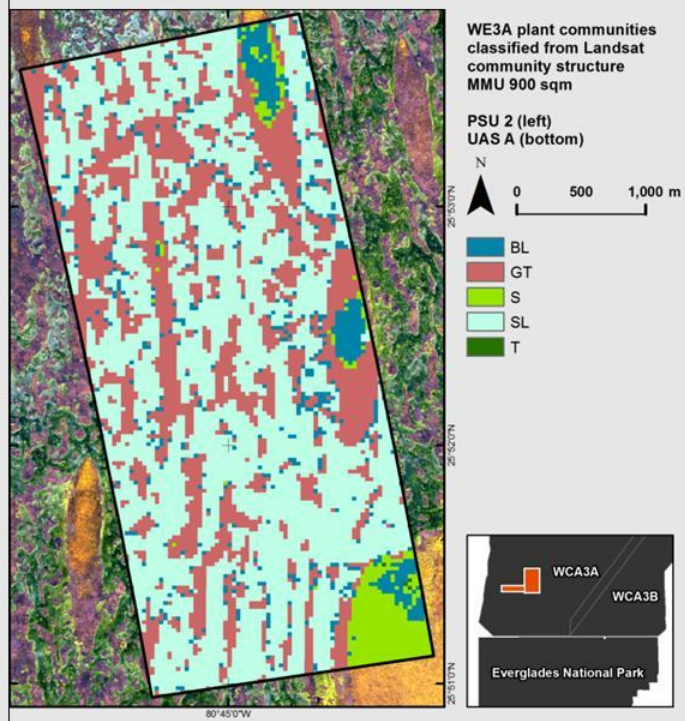 WE3A plant communities
classified from Landsat
community structure
MMU 900 sqm
PSU 2 (left)
UAS A (bottom)
N
0 500 1,000 m
BL
GT
S
SL
T
25°53'0"N
25°52'0"N
25°51'0"N
80°45'0"W
WCA3A
WCA3B
Everglades National Park